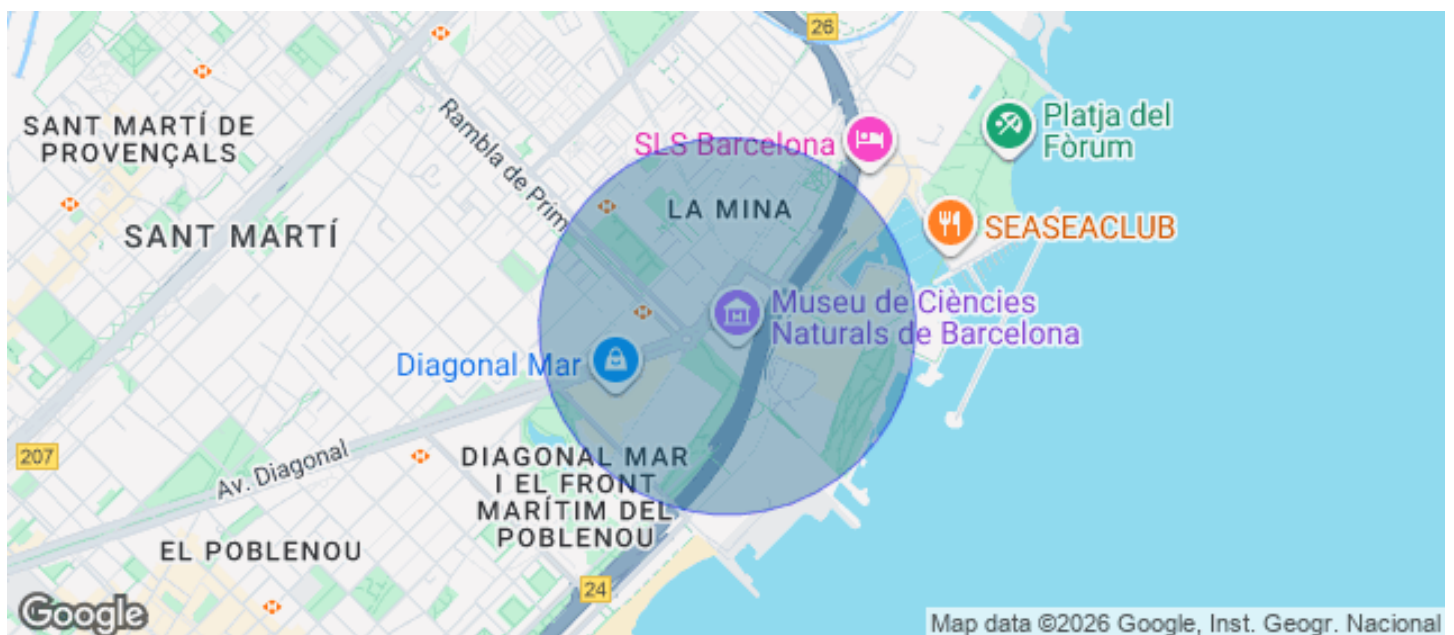 26
SANT MARTÍ DE
PROVENÇALS
Rambla de Prim
SLS Barcelona
Platja del
Fòrum
LA MINA
SANT MARTÍ
SEASEACLUB
Museu de Ciències
Naturals de Barcelona
Diagonal Mar
207
Av. Diagonal
DIAGONAL MAR
I EL FRONT
MARÍTIM DEL
POBLENOU
EL POBLENOU
24
Google
Map data ©2026 Google, Inst. Geogr. Nacional